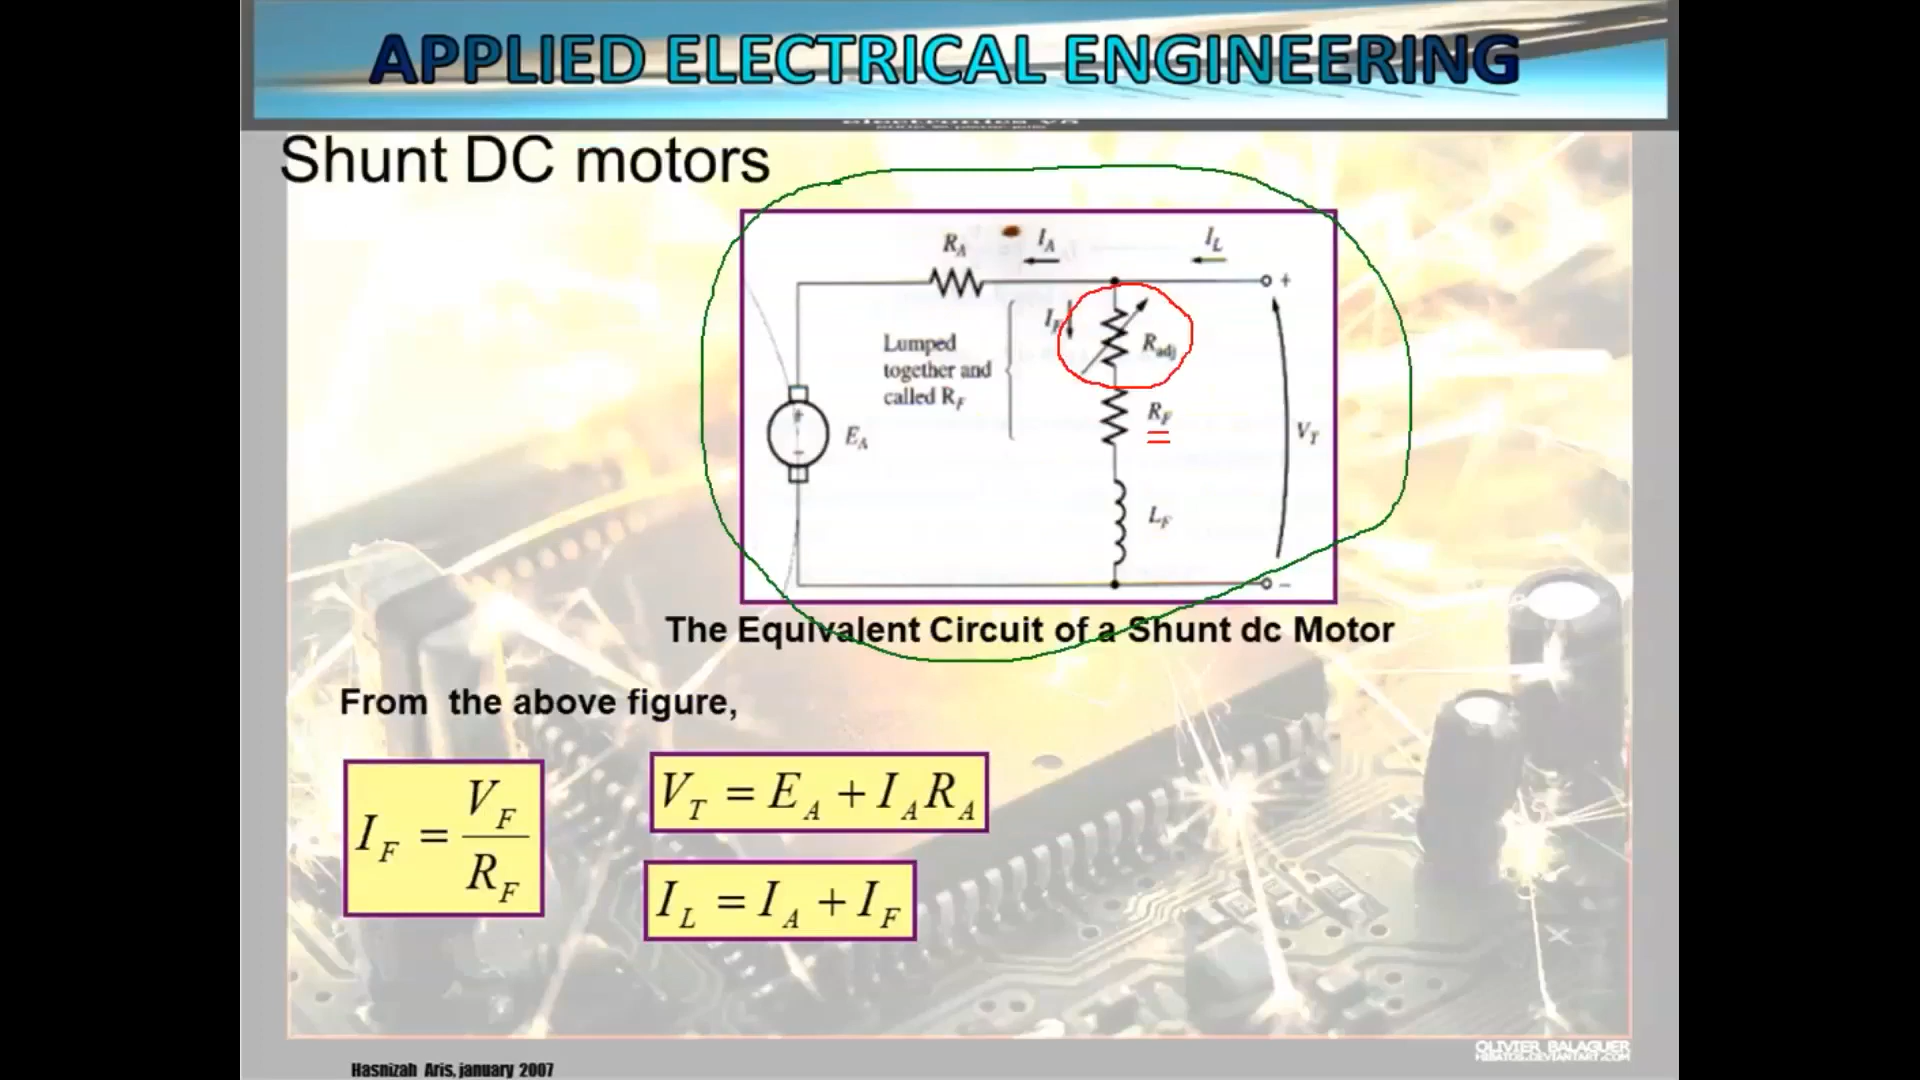 APPLIED ELECTRICAL ENGINEERING
Shunt DC motors
R_A
I_A
I_L
+
I_F
R_adj
Lumped
together and
called R_F
R_F
+
E_A
−
V_T
L_F
−
The Equivalent Circuit of a Shunt dc Motor
From the above figure,
I_F = V_F / R_F
V_T = E_A + I_A R_A
I_L = I_A + I_F
OLIVIER BALAGUER
Hasnizah Aris, january 2007